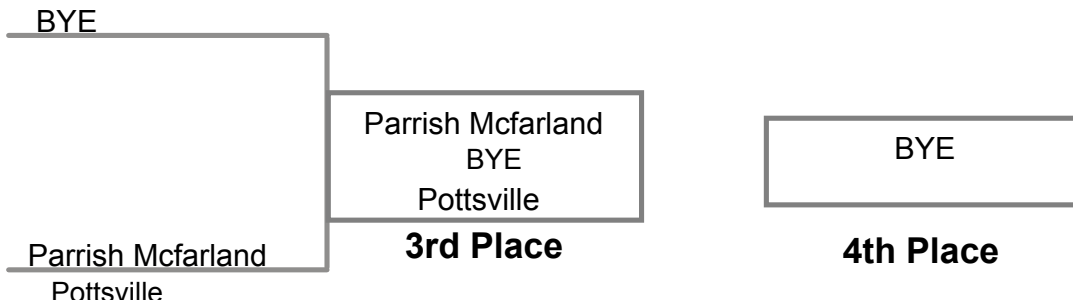 BYE
Parrish Mcfarland
BYE
Pottsville
3rd Place
BYE
4th Place
Parrish Mcfarland
Pottsville